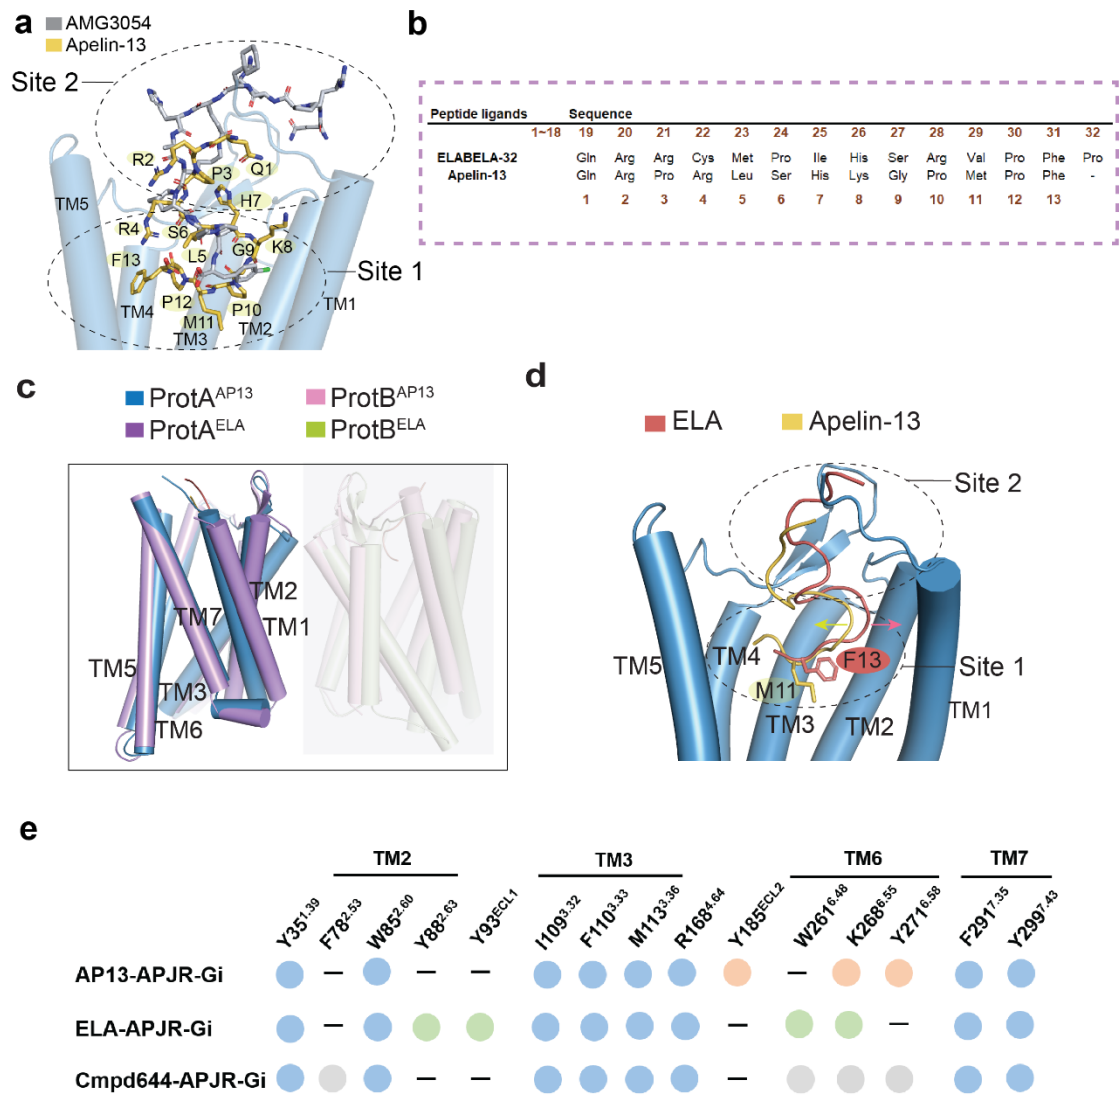 a
AMG3054
Apelin-13
Site 2
R2
P3
Q1
TM5
H7
R4
S6
K8
F13
L5
G9
Site 1
P12
P10
TM1
TM4
M11
TM2
TM3
b
Peptide ligands Sequence
1~18 19 20 21 22 23 24 25 26 27 28 29 30 31 32
ELABELA-32 Gln Arg Arg Cys Met Pro Ile His Ser Arg Val Pro Phe Pro
Apelin-13 Gln Arg Pro Arg Leu Ser His Lys Gly Pro Met Pro Phe -
1 2 3 4 5 6 7 8 9 10 11 12 13
c
ProtA^AP13 ProtB^AP13
ProtA^ELA ProtB^ELA
TM2
TM7
TM1
TM5
TM3
TM6
d
ELA Apelin-13
Site 2
TM5
TM4
F13
Site 1
M11
TM3
TM2
TM1
e
TM2 TM3 TM6 TM7
Y35^1.39 F78^2.53 W85^2.60 Y88^2.63 Y93^ECL1 I109^3.32 F110^3.33 M113^3.36 R168^4.64 Y185^ECL2 W261^6.48 K268^6.55 Y271^6.58 F291^7.35 Y299^7.43
AP13-APJR-Gi – – – –
ELA-APJR-Gi – – –
Cmpd644-APJR-Gi – – –